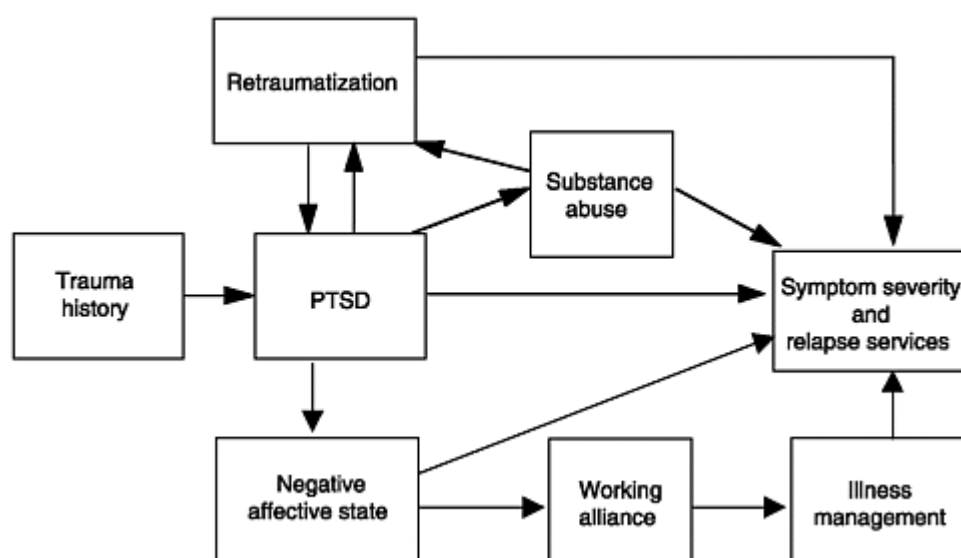 Retraumatization
Substance
abuse
Trauma
history
PTSD
Symptom severity
and
relapse services
Negative
affective state
Working
alliance
Illness
management